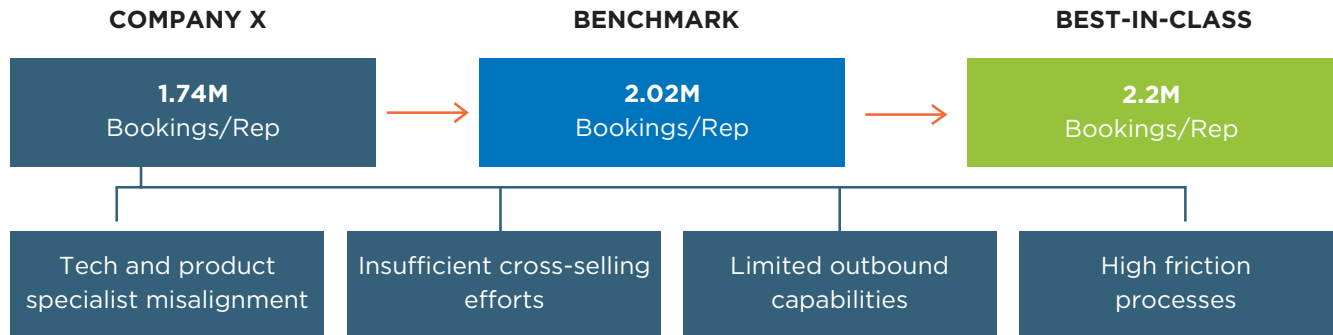 COMPANY X
BENCHMARK
BEST-IN-CLASS
1.74M
Bookings/Rep
2.02M
Bookings/Rep
2.2M
Bookings/Rep
Tech and product
specialist misalignment
Insufficient cross-selling
efforts
Limited outbound
capabilities
High friction
processes